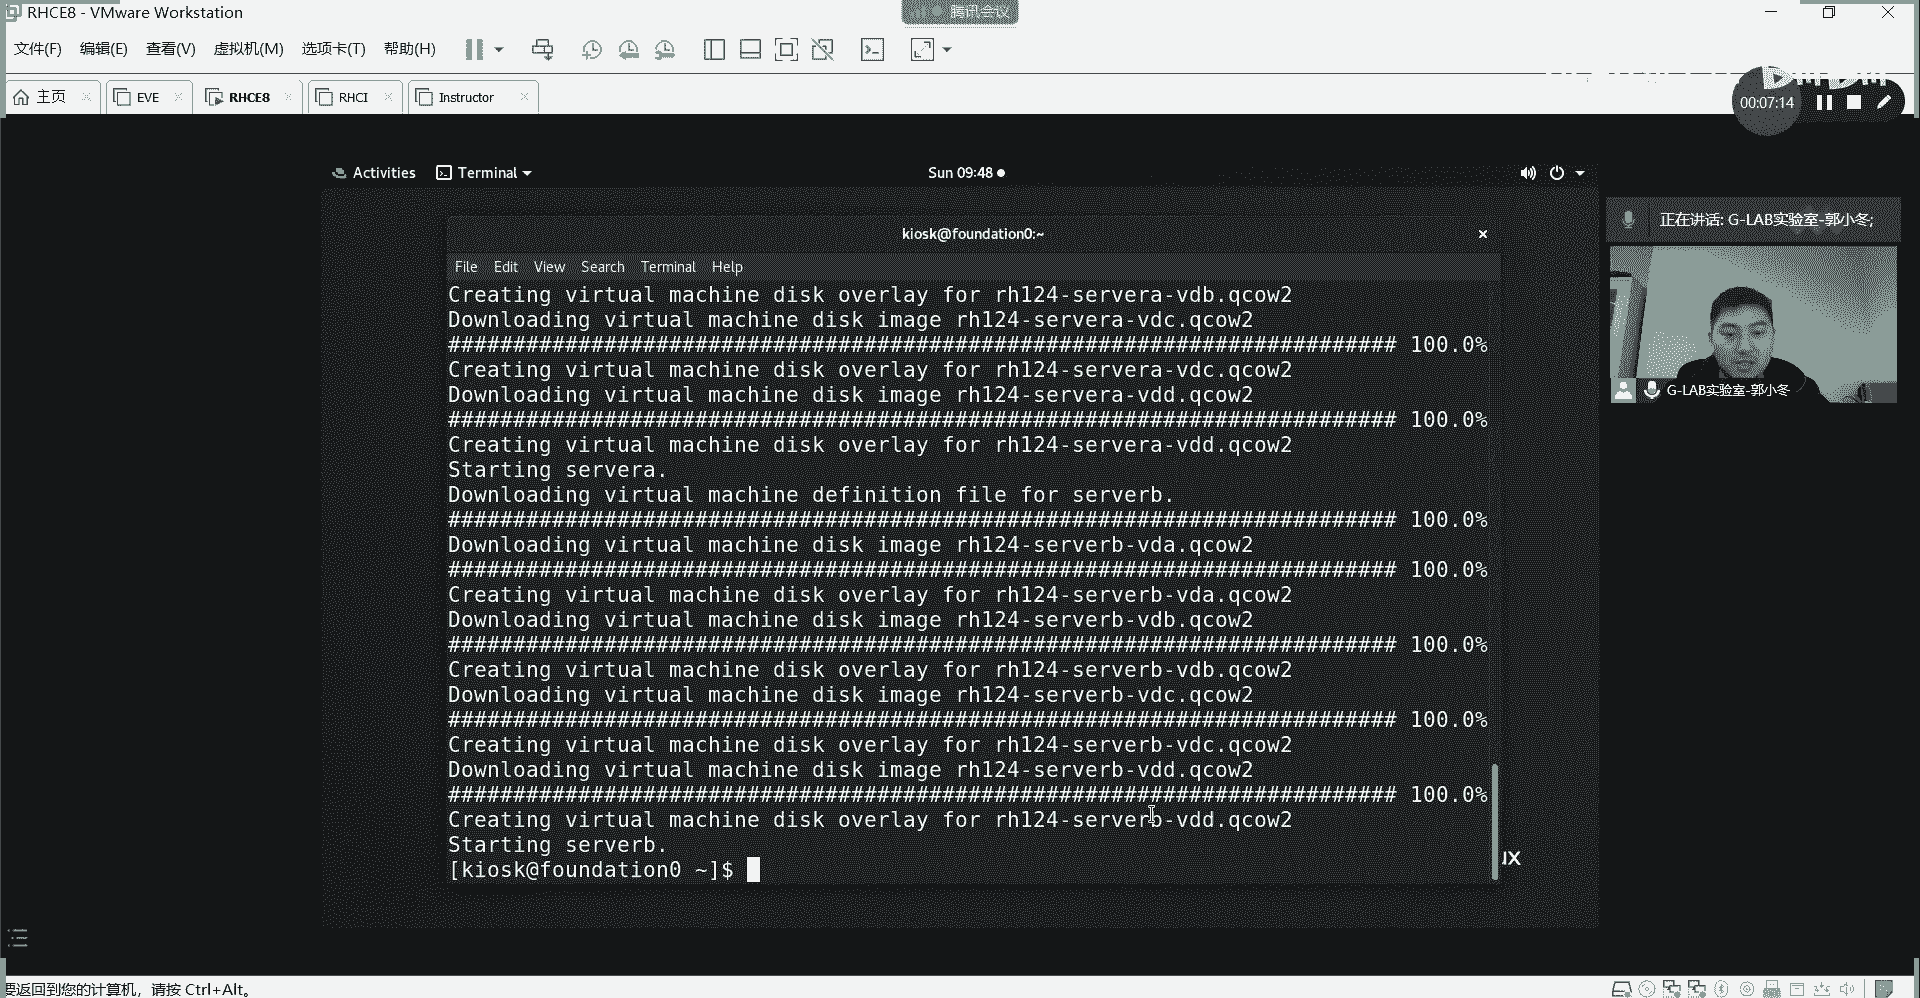 RHCE8 - VMware Workstation
腾讯会议
文件(F) 编辑(E) 查看(V) 虚拟机(M) 选项卡(T) 帮助(H)
主页 EVE RHCE8 RHCI Instructor
00:07:14
Activities Terminal Sun 09:48
kiosk@foundation0:~
File Edit View Search Terminal Help
Creating virtual machine disk overlay for rh124-servera-vdb.qcow2
Downloading virtual machine disk image rh124-servera-vdc.qcow2
######################################################################### 100.0%
Creating virtual machine disk overlay for rh124-servera-vdc.qcow2
Downloading virtual machine disk image rh124-servera-vdd.qcow2
######################################################################### 100.0%
Creating virtual machine disk overlay for rh124-servera-vdd.qcow2
Starting servera.
Downloading virtual machine definition file for serverb.
######################################################################### 100.0%
Downloading virtual machine disk image rh124-serverb-vda.qcow2
######################################################################### 100.0%
Creating virtual machine disk overlay for rh124-serverb-vda.qcow2
Downloading virtual machine disk image rh124-serverb-vdb.qcow2
######################################################################### 100.0%
Creating virtual machine disk overlay for rh124-serverb-vdb.qcow2
Downloading virtual machine disk image rh124-serverb-vdc.qcow2
######################################################################### 100.0%
Creating virtual machine disk overlay for rh124-serverb-vdc.qcow2
Downloading virtual machine disk image rh124-serverb-vdd.qcow2
######################################################################### 100.0%
Creating virtual machine disk overlay for rh124-serverb-vdd.qcow2
Starting serverb.
[kiosk@foundation0 ~]$
正在讲话: G-LAB实验室-郭小冬;
G-LAB实验室-郭小冬
要返回到您的计算机，请按 Ctrl+Alt。